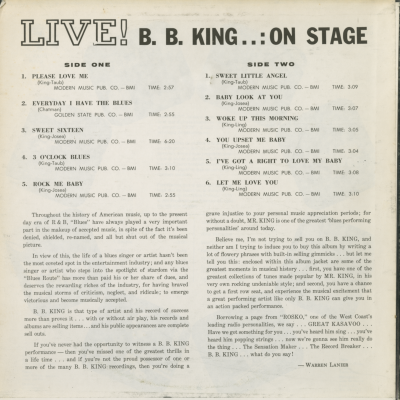 LIVE! B. B. KING..: ON STAGE
SIDE ONE
1. PLEASE LOVE ME
(King-Taub)
MODERN MUSIC PUB. CO. — BMI TIME: 2:57
2. EVERYDAY I HAVE THE BLUES
(Chatman)
GOLDEN STATE PUB. CO. — BMI TIME: 2:55
3. SWEET SIXTEEN
(King-Josea)
MODERN MUSIC PUB. CO. — BMI TIME: 6:20
4. 3 O'CLOCK BLUES
(King-Taub)
MODERN MUSIC PUB. CO. — BMI TIME: 3:10
5. ROCK ME BABY
(King-Josea)
MODERN MUSIC PUB. CO. — BMI TIME: 2:55
SIDE TWO
1. SWEET LITTLE ANGEL
(King-Taub)
MODERN MUSIC PUB. CO. — BMI TIME: 3:09
2. BABY LOOK AT YOU
(King-Josea)
MODERN MUSIC PUB. CO. — BMI TIME: 3:07
3. WOKE UP THIS MORNING
(King-Ling)
MODERN MUSIC PUB. CO. — BMI TIME: 3:05
4. YOU UPSET ME BABY
(King-Josea)
MODERN MUSIC PUB. CO. — BMI TIME: 3:04
5. I'VE GOT A RIGHT TO LOVE MY BABY
(King-Ling)
MODERN MUSIC PUB. CO. — BMI TIME: 3:08
6. LET ME LOVE YOU
(King-Ling)
MODERN MUSIC PUB. CO. — BMI TIME: 3:10
Throughout the history of American music, up to the present
day era of R & B, "Blues" have always played a very important
part in the makeup of accepted music, in spite of the fact it's been
denied, shielded, re-named, and all but shut out of the musical
picture.
In view of this, the life of a blues singer or artist hasn't been
the most coveted spot in the entertainment industry; and any blues
singer or artist who steps into the spotlight of stardom via the
"Blues Route" has more than paid his or her share of dues, and
deserves the rewarding riches of the industry, for having braved
the musical storms of criticism, neglect, and ridicule; to emerge
victorious and become musically accepted.
B. B. KING is that type of artist and his record of success
more than proves it . . . with or without air play, his records and
albums are selling items . . . and his public appearances are complete
sell outs.
If you've never had the opportunity to witness a B. B. KING
performance — then you've missed one of the greatest thrills in
a life time . . . and if you're not the proud possessor of one or
more of the many B. B. KING recordings, then you're doing a
grave injustice to your personal music appreciation periods; for
without a doubt, MR. KING is one of the greatest 'blues performing
personalities' around today.
Believe me, I'm not trying to sell you on B. B. KING, and
neither am I trying to induce you to buy this album by writing a
lot of flowery phrases with built-in selling gimmicks . . . but let me
tell you this: enclosed within this album jacket are some of the
greatest moments in musical history . . . first, you have one of the
greatest collection of tunes made popular by MR. KING, in his
very own rocking undeniable style; and second, you have a chance
to get a first row seat, and experience the musical excitement that
a great performing artist like only B. B. KING can give you in
an action packed performance.
Borrowing a page from "ROSKO," one of the West Coast's
leading radio personalities, we say . . . GREAT KASAVOO . . .
Have we got something for you . . . you've heard him sing . . . you've
heard him popping strings . . . now we're gonna see him really do
the thing . . . The Sensation Maker . . . The Record Breaker . . .
B. B. KING . . . what do you say!
— WARREN LANIER